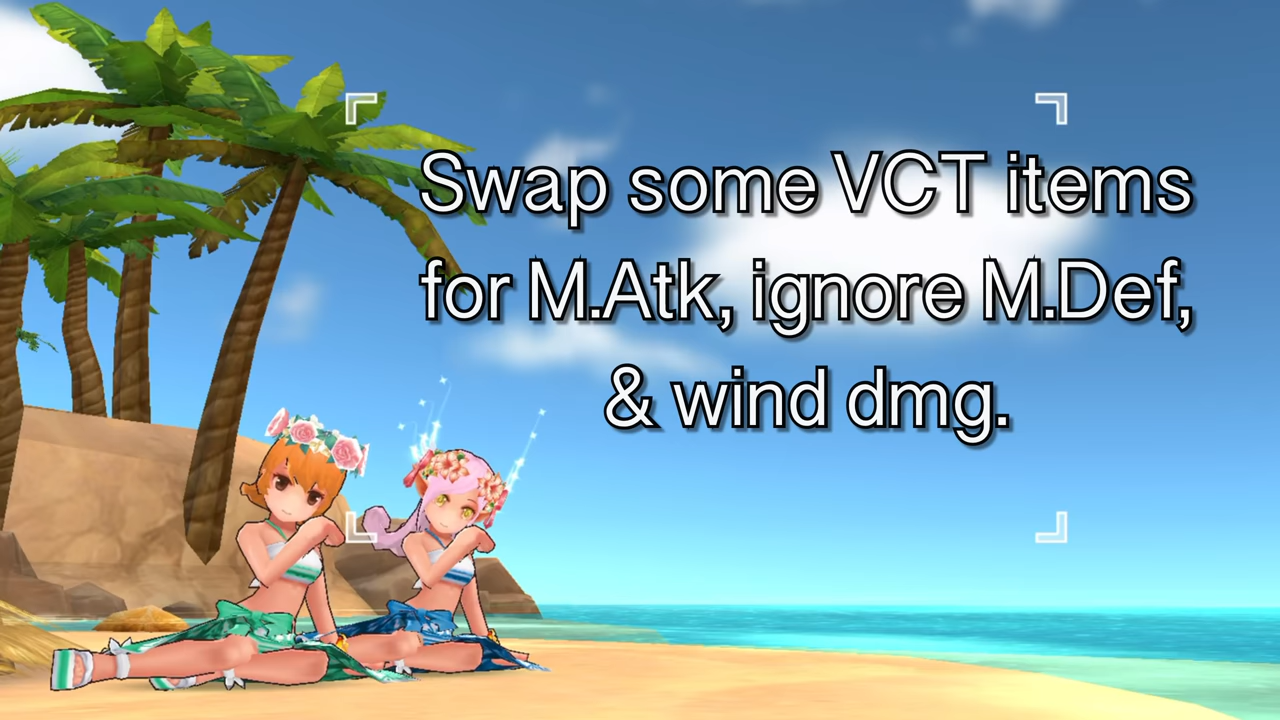 Swap some VCT items
for M.Atk, ignore M.Def,
& wind dmg.